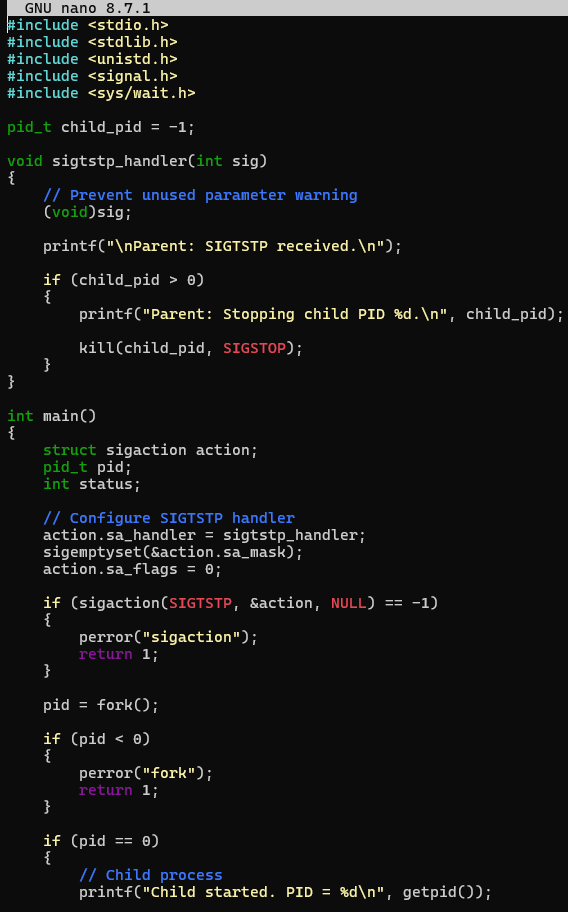 GNU nano 8.7.1
#include <stdio.h>
#include <stdlib.h>
#include <unistd.h>
#include <signal.h>
#include <sys/wait.h>

pid_t child_pid = -1;

void sigtstp_handler(int sig)
{
    // Prevent unused parameter warning
    (void)sig;

    printf("\nParent: SIGTSTP received.\n");

    if (child_pid > 0)
    {
        printf("Parent: Stopping child PID %d.\n", child_pid);

        kill(child_pid, SIGSTOP);
    }
}

int main()
{
    struct sigaction action;
    pid_t pid;
    int status;

    // Configure SIGTSTP handler
    action.sa_handler = sigtstp_handler;
    sigemptyset(&action.sa_mask);
    action.sa_flags = 0;

    if (sigaction(SIGTSTP, &action, NULL) == -1)
    {
        perror("sigaction");
        return 1;
    }

    pid = fork();

    if (pid < 0)
    {
        perror("fork");
        return 1;
    }

    if (pid == 0)
    {
        // Child process
        printf("Child started. PID = %d\n", getpid());